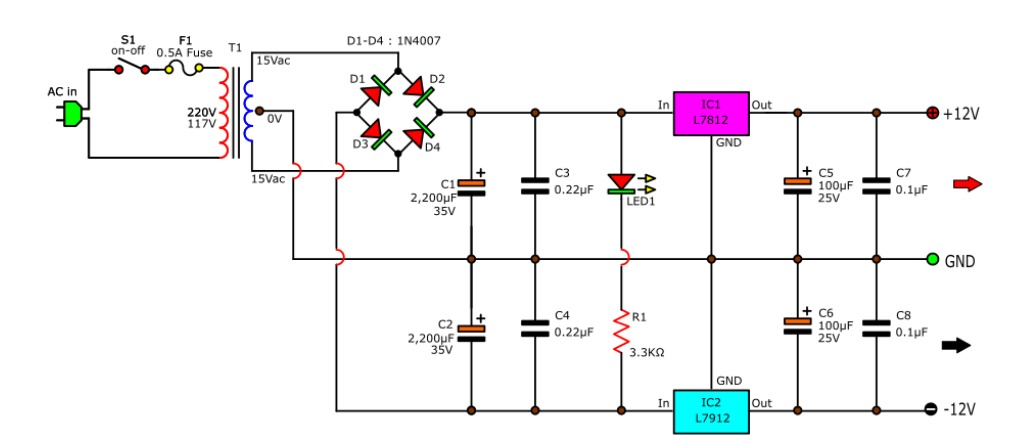 S1
on-off
F1
0.5A Fuse
T1
D1-D4 : 1N4007
15Vac
AC in
220V
117V
0V
15Vac
D1
D2
D3
D4
C1
2,200µF
35V
C3
0.22µF
LED1
In
IC1
L7812
Out
GND
C5
100µF
25V
C7
0.1µF
+12V
GND
C2
2,200µF
35V
C4
0.22µF
R1
3.3KΩ
GND
In
IC2
L7912
Out
C6
100µF
25V
C8
0.1µF
-12V